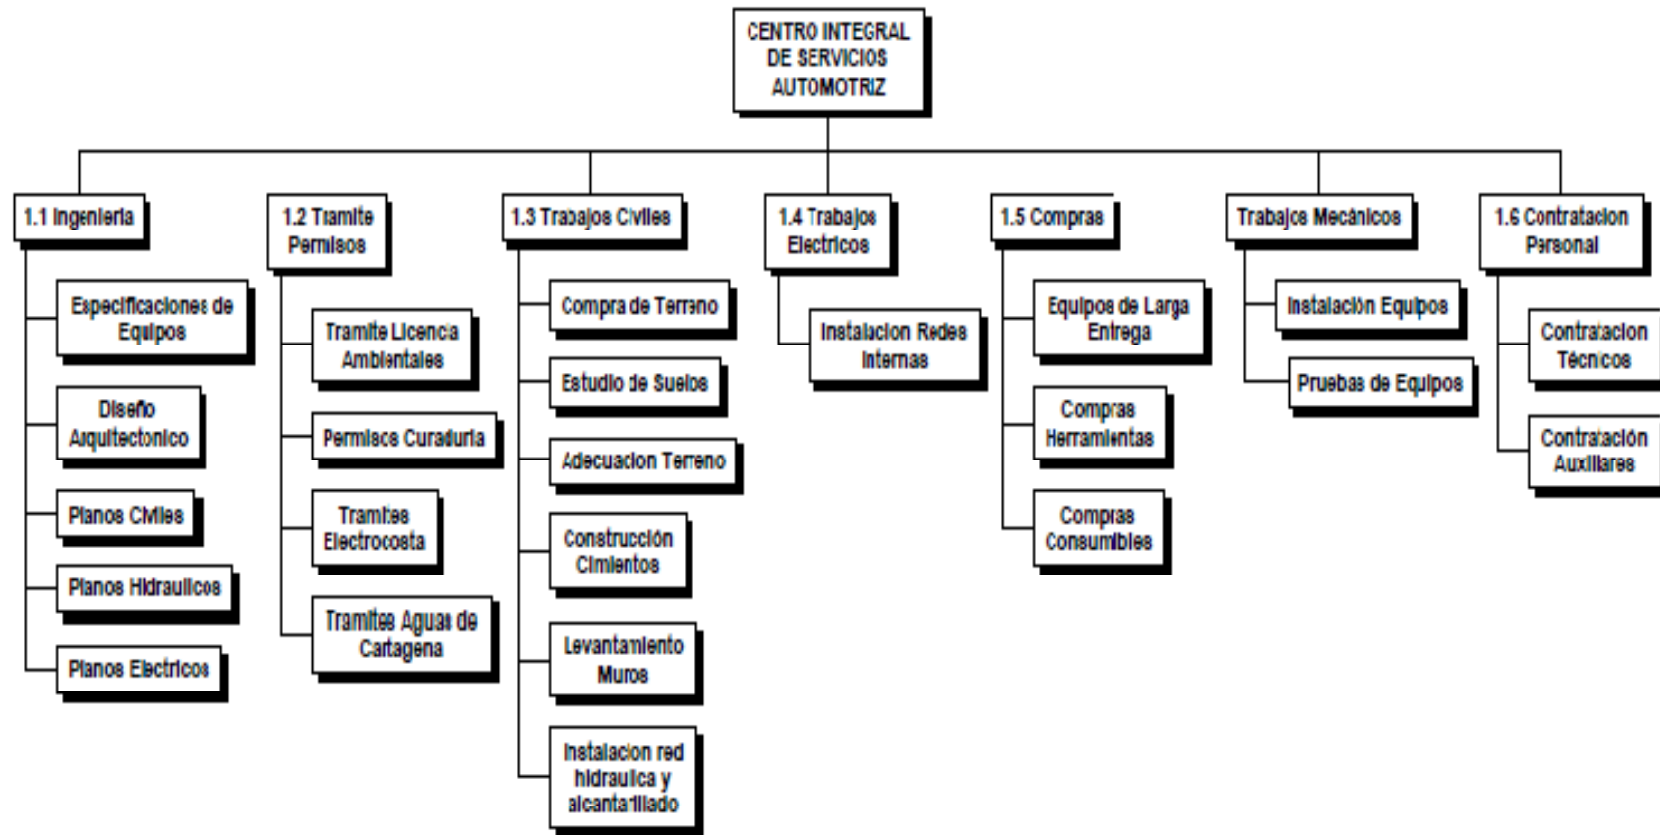 CENTRO INTEGRAL
DE SERVICIOS
AUTOMOTRIZ
1.1 Ingenieria
Especificaciones de
Equipos
Diseño
Arquitectonico
Planos Civiles
Planos Hidraulicos
Planos Electricos
1.2 Tramite
Permisos
Tramite Licencia
Ambientales
Permisos Curaduria
Tramites
Electrocosta
Tramites Aguas de
Cartagena
1.3 Trabajos Civiles
Compra de Terreno
Estudio de Suelos
Adecuacion Terreno
Construcción
Cimientos
Levantamiento
Muros
Instalacion red
hidraulica y
alcantarillado
1.4 Trabajos
Electricos
Instalacion Redes
Internas
1.5 Compras
Equipos de Larga
Entrega
Compras
Herramientas
Compras
Consumibles
Trabajos Mecánicos
Instalación Equipos
Pruebas de Equipos
1.6 Contratacion
Personal
Contratacion
Técnicos
Contratación
Auxiliares